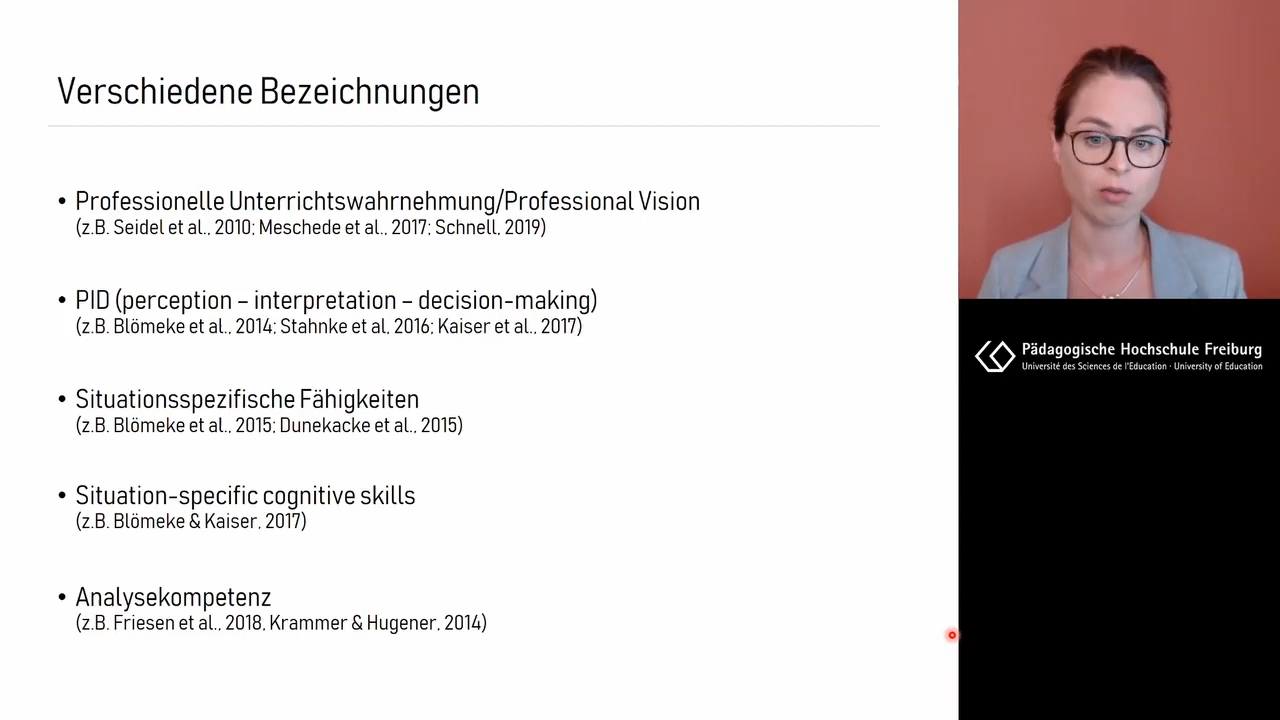 Verschiedene Bezeichnungen
• Professionelle Unterrichtswahrnehmung/Professional Vision
(z.B. Seidel et al., 2010; Meschede et al., 2017; Schnell, 2019)
• PID (perception – interpretation – decision-making)
(z.B. Blömeke et al., 2014; Stahnke et al, 2016; Kaiser et al., 2017)
• Situationsspezifische Fähigkeiten
(z.B. Blömeke et al., 2015; Dunekacke et al., 2015)
• Situation-specific cognitive skills
(z.B. Blömeke & Kaiser, 2017)
• Analysekompetenz
(z.B. Friesen et al., 2018, Krammer & Hugener, 2014)
Pädagogische Hochschule Freiburg
Université des Sciences de l'Education · University of Education